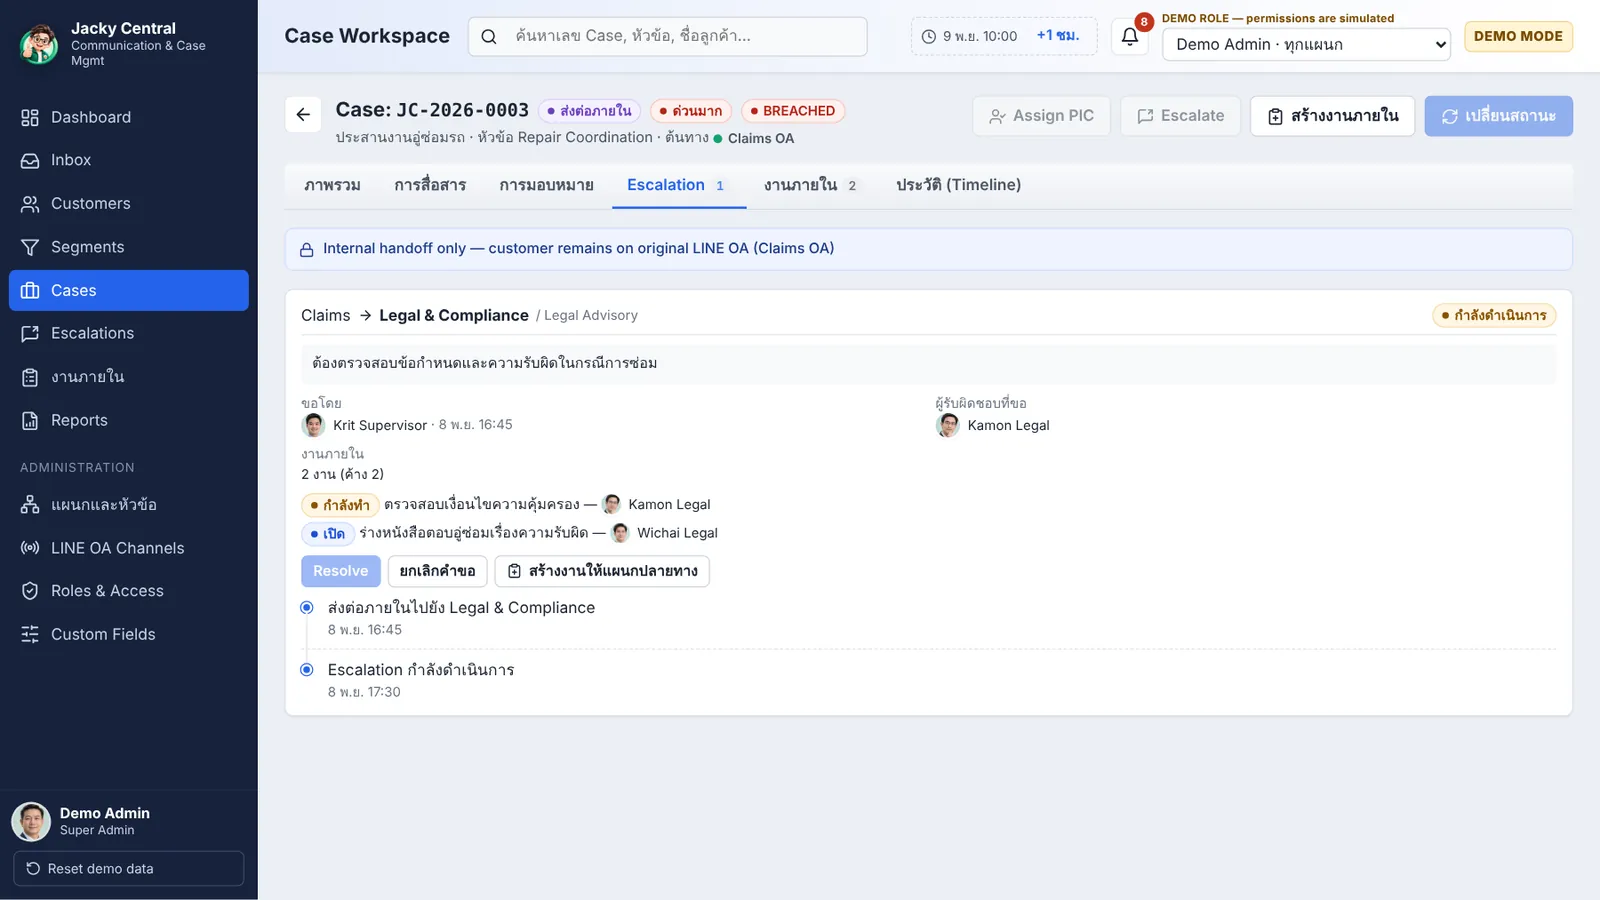 Jacky Central
Communication & Case
Mgmt
Dashboard
Inbox
Customers
Segments
Cases
Escalations
งานภายใน
Reports
ADMINISTRATION
แผนกและหัวข้อ
LINE OA Channels
Roles & Access
Custom Fields
Demo Admin
Super Admin
Reset demo data
Case Workspace
ค้นหาเลข Case, หัวข้อ, ชื่อลูกค้า...
9 พ.ย. 10:00 +1 ชม.
8
DEMO ROLE — permissions are simulated
Demo Admin · ทุกแผนก
DEMO MODE
Case: JC-2026-0003 ส่งต่อภายใน ด่วนมาก BREACHED
ประสานงานอู่ซ่อมรถ · หัวข้อ Repair Coordination · ต้นทาง Claims OA
Assign PIC
Escalate
สร้างงานภายใน
เปลี่ยนสถานะ
ภาพรวม การสื่อสาร การมอบหมาย Escalation 1 งานภายใน 2 ประวัติ (Timeline)
Internal handoff only — customer remains on original LINE OA (Claims OA)
Claims → Legal & Compliance / Legal Advisory
กำลังดำเนินการ
ต้องตรวจสอบข้อกำหนดและความรับผิดในกรณีการซ่อม
ขอโดย
Krit Supervisor · 8 พ.ย. 16:45
ผู้รับผิดชอบที่ขอ
Kamon Legal
งานภายใน
2 งาน (ค้าง 2)
กำลังทำ ตรวจสอบเงื่อนไขความคุ้มครอง — Kamon Legal
เปิด ร่างหนังสือตอบอู่ซ่อมเรื่องความรับผิด — Wichai Legal
Resolve ยกเลิกคำขอ สร้างงานให้แผนกปลายทาง
ส่งต่อภายในไปยัง Legal & Compliance
8 พ.ย. 16:45
Escalation กำลังดำเนินการ
8 พ.ย. 17:30